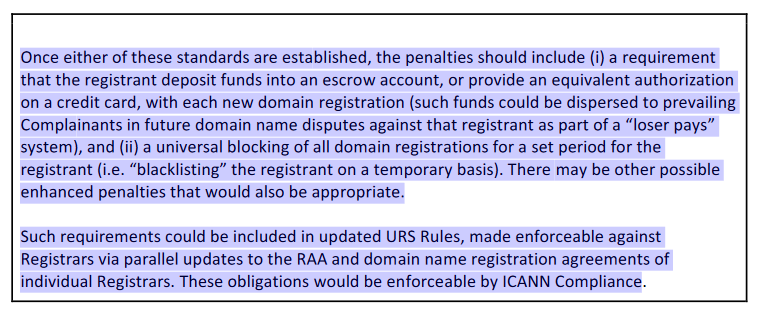 Once either of these standards are established, the penalties should include (i) a requirement
that the registrant deposit funds into an escrow account, or provide an equivalent authorization
on a credit card, with each new domain registration (such funds could be dispersed to prevailing
Complainants in future domain name disputes against that registrant as part of a “loser pays”
system), and (ii) a universal blocking of all domain registrations for a set period for the
registrant (i.e. “blacklisting” the registrant on a temporary basis). There may be other possible
enhanced penalties that would also be appropriate.
Such requirements could be included in updated URS Rules, made enforceable against
Registrars via parallel updates to the RAA and domain name registration agreements of
individual Registrars. These obligations would be enforceable by ICANN Compliance.